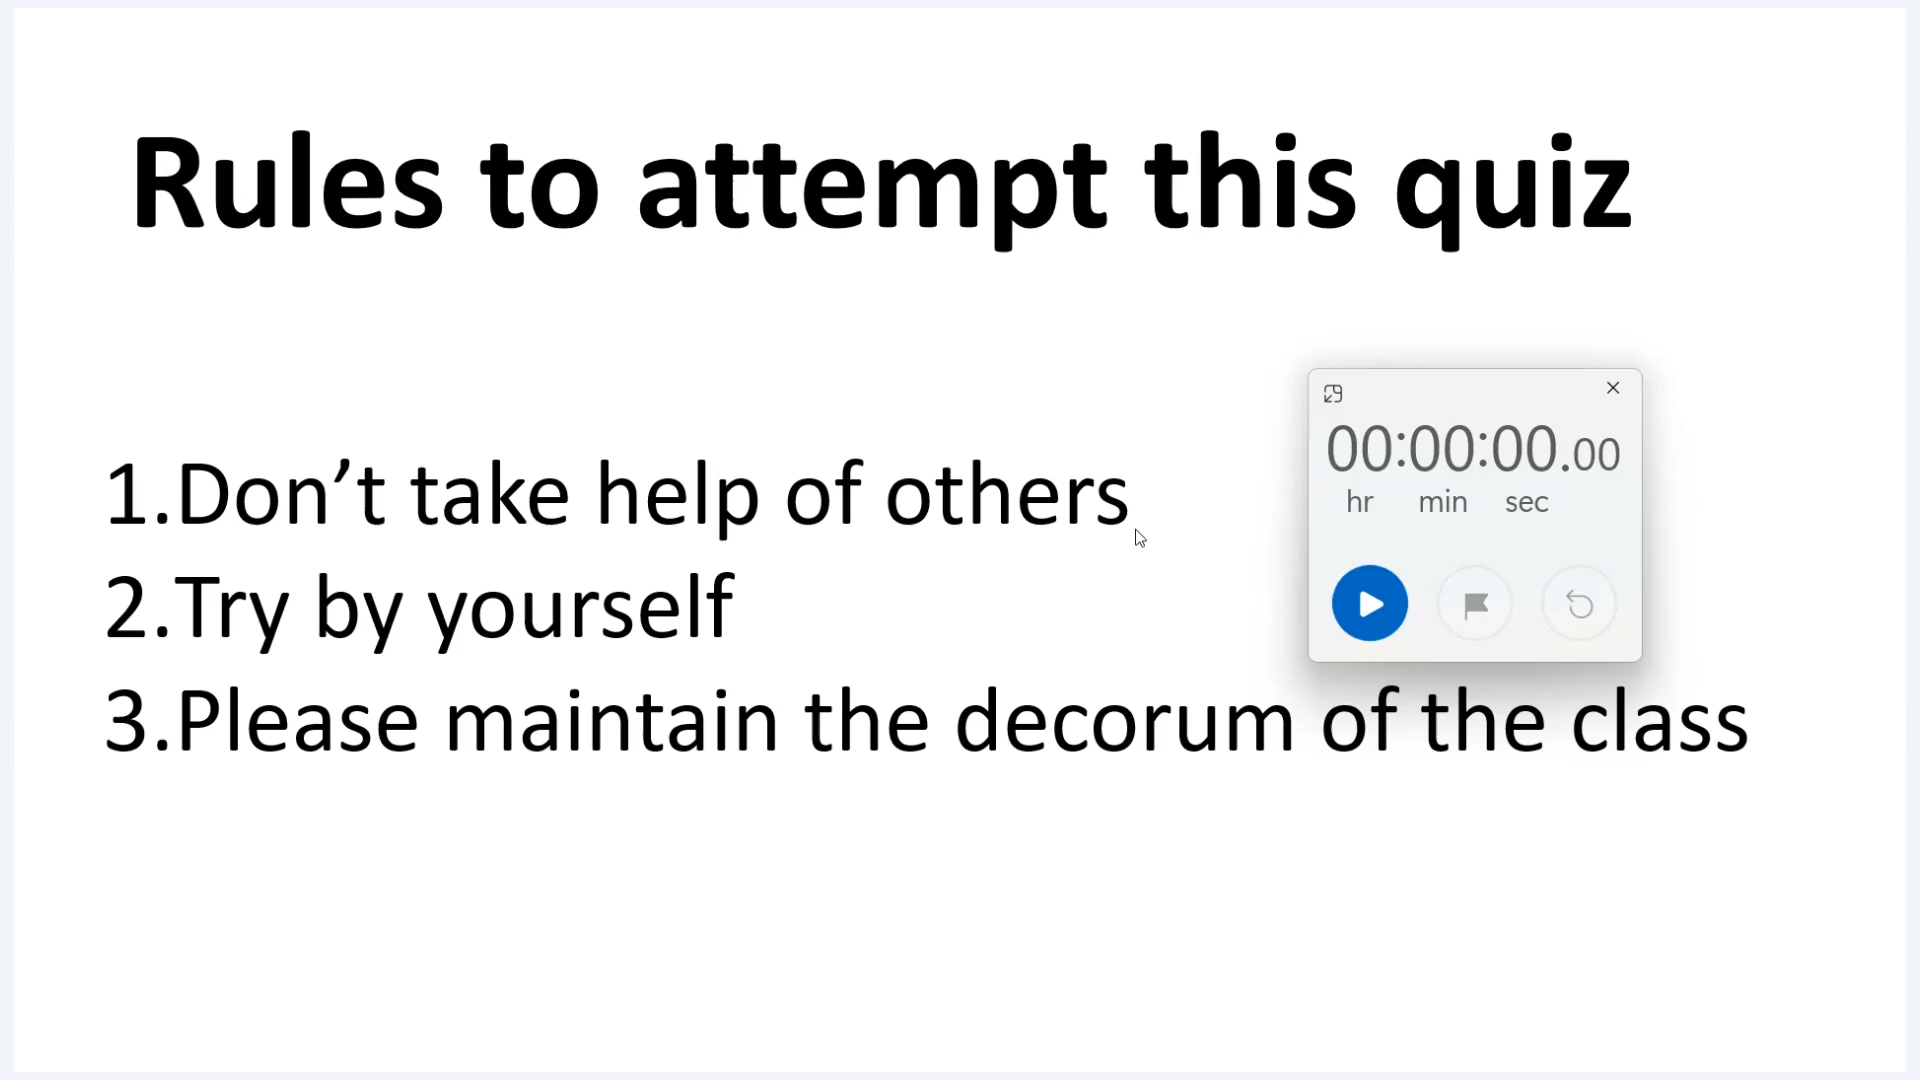 Rules to attempt this quiz
00:00:00.00
hr min sec
1.Don’t take help of others
2.Try by yourself
3.Please maintain the decorum of the class